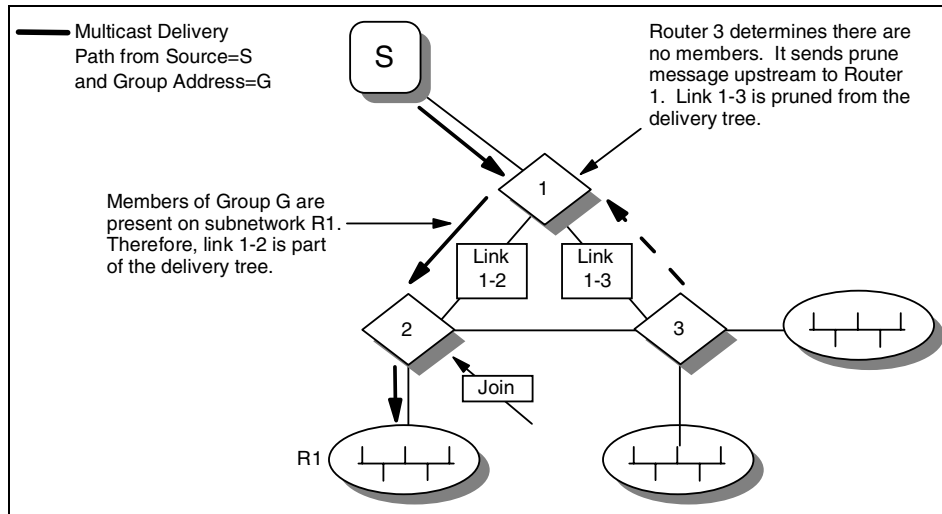 Multicast Delivery
Path from Source=S
and Group Address=G
S
Router 3 determines there are
no members. It sends prune
message upstream to Router
1. Link 1-3 is pruned from the
delivery tree.
1
Members of Group G are
present on subnetwork R1.
Therefore, link 1-2 is part
of the delivery tree.
Link
1-2
Link
1-3
2
3
Join
R1